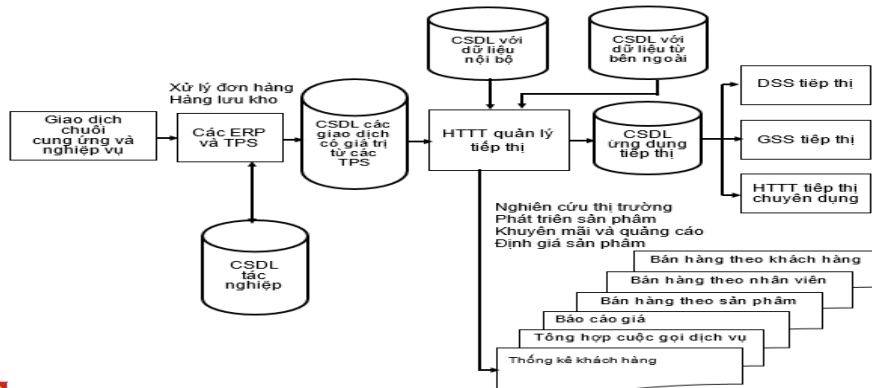 CSDL với
dữ liệu
nội bộ
CSDL với
dữ liệu từ
bên ngoài
Xử lý đơn hàng
Hàng lưu kho
Giao dịch
chuỗi
cung ứng và
nghiệp vụ
Các ERP
và TPS
CSDL các
giao dịch
có giá trị
từ các
TPS
HTTT quản lý
tiếp thị
CSDL
ứng dụng
tiếp thị
DSS tiếp thị
GSS tiếp thị
HTTT tiếp thị
chuyên dụng
CSDL
tác
nghiệp
Nghiên cứu thị trường
Phát triển sản phẩm
Khuyên mãi và quảng cáo
Định giá sản phẩm
Bán hàng theo khách hàng
Bán hàng theo nhân viên
Bán hàng theo sản phẩm
Báo cáo giá
Tổng hợp cuộc gọi dịch vụ
Thống kê khách hàng